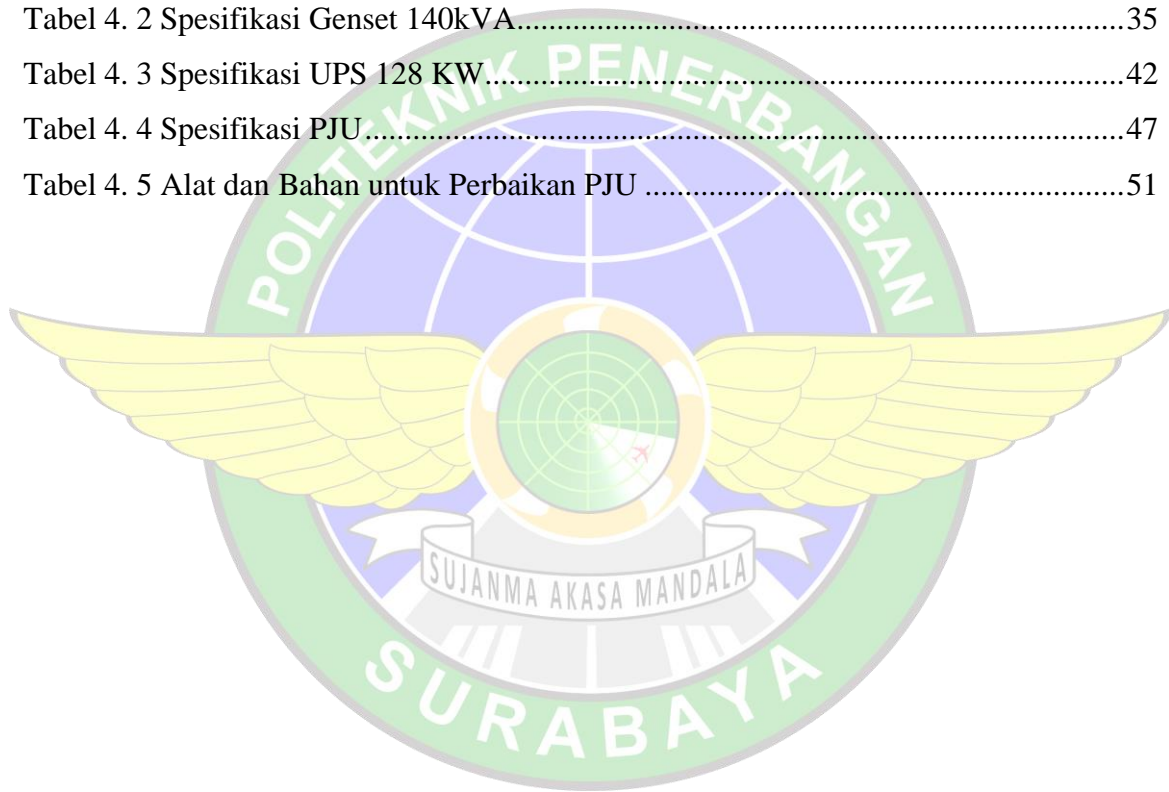 Tabel 4. 2 Spesifikasi Genset 140kVA.....................................................................................35
Tabel 4. 3 Spesifikasi UPS 128 KW.........................................................................................42
Tabel 4. 4 Spesifikasi PJU.........................................................................................................47
Tabel 4. 5 Alat dan Bahan untuk Perbaikan PJU ...................................................................51
POLITEKNIK PENERBANGAN
SUJANMA AKASA MANDALA
SURABAYA